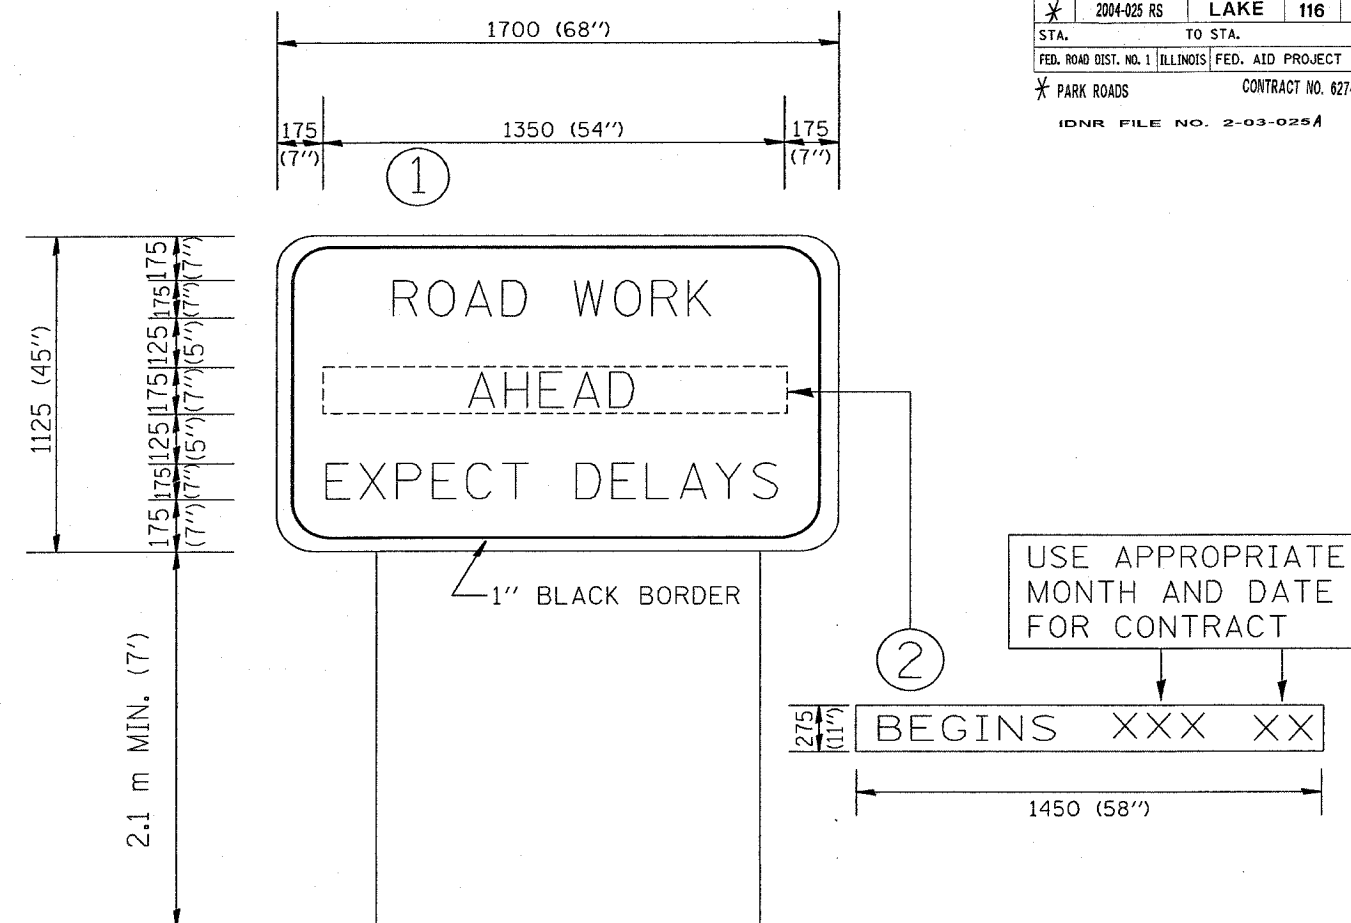 * 2004-025 RS LAKE 116
STA. TO STA.
FED. ROAD DIST. NO. 1 ILLINOIS FED. AID PROJECT
* PARK ROADS CONTRACT NO. 627
IDNR FILE NO. 2-03-025A
1700 (68")
175 (7")
1350 (54")
175 (7")
1
1125 (45")
175 (7")
175 (7")
125 (5")
175 (7")
125 (5")
175 (7")
175 (7")
ROAD WORK
AHEAD
EXPECT DELAYS
1" BLACK BORDER
2.1 m MIN. (7')
USE APPROPRIATE
MONTH AND DATE
FOR CONTRACT
2
275 (11")
BEGINS XXX XX
1450 (58")